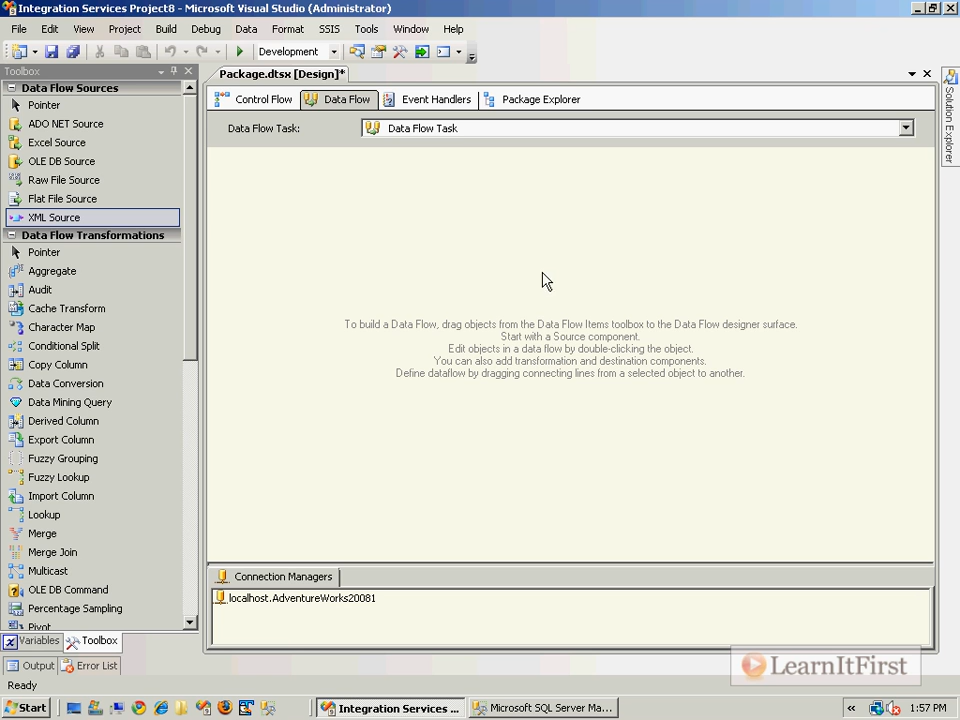 Integration Services Project8 - Microsoft Visual Studio (Administrator)
File Edit View Project Build Debug Data Format SSIS Tools Window Help
Development
Toolbox
Package.dtsx [Design]*
Data Flow Sources
Pointer
ADO NET Source
Excel Source
OLE DB Source
Raw File Source
Flat File Source
XML Source
Data Flow Transformations
Pointer
Aggregate
Audit
Cache Transform
Character Map
Conditional Split
Copy Column
Data Conversion
Data Mining Query
Derived Column
Export Column
Fuzzy Grouping
Fuzzy Lookup
Import Column
Lookup
Merge
Merge Join
Multicast
OLE DB Command
Percentage Sampling
Pivot
Variables Toolbox
Output Error List
Control Flow Data Flow Event Handlers Package Explorer
Data Flow Task: Data Flow Task
To build a Data Flow, drag objects from the Data Flow Items toolbox to the Data Flow designer surface.
Start with a Source component.
Edit objects in a data flow by double-clicking the object.
You can also add transformation and destination components.
Define dataflow by dragging connecting lines from a selected object to another.
Connection Managers
localhost.AdventureWorks20081
Solution Explorer
LearnItFirst
Ready
Start Integration Services ... Microsoft SQL Server Ma... « 1:57 PM